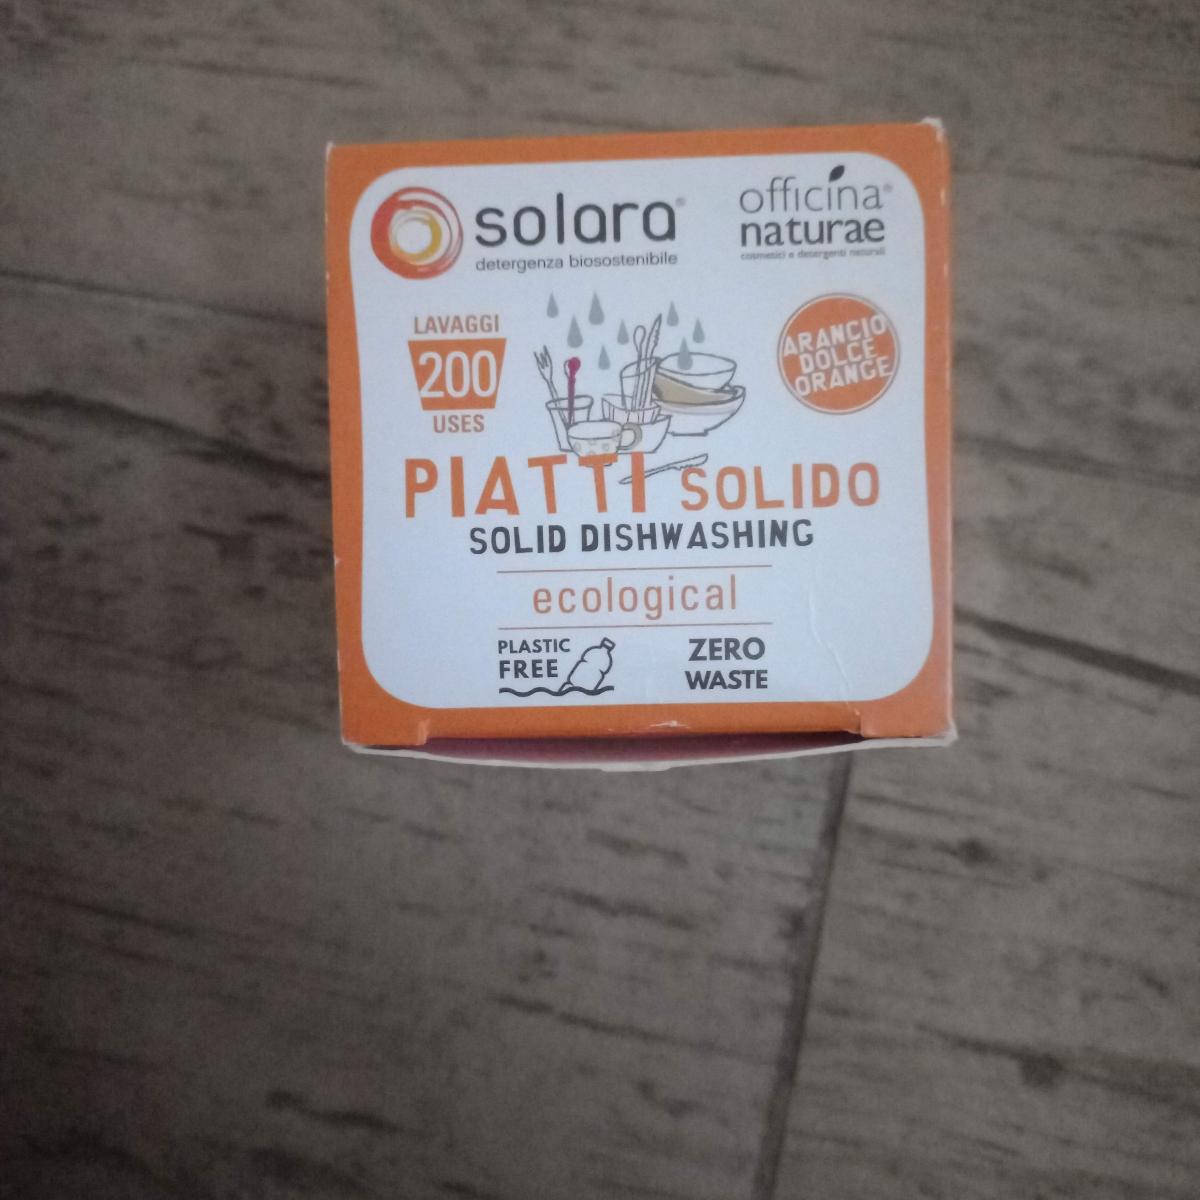 solara®
detergenza biosostenibile
officina®
naturae
cosmetici e detergenti naturali
LAVAGGI
200
USES
ARANCIO
DOLCE
ORANGE
PIATTI SOLIDO
SOLID DISHWASHING
ecological
PLASTIC
FREE
ZERO
WASTE